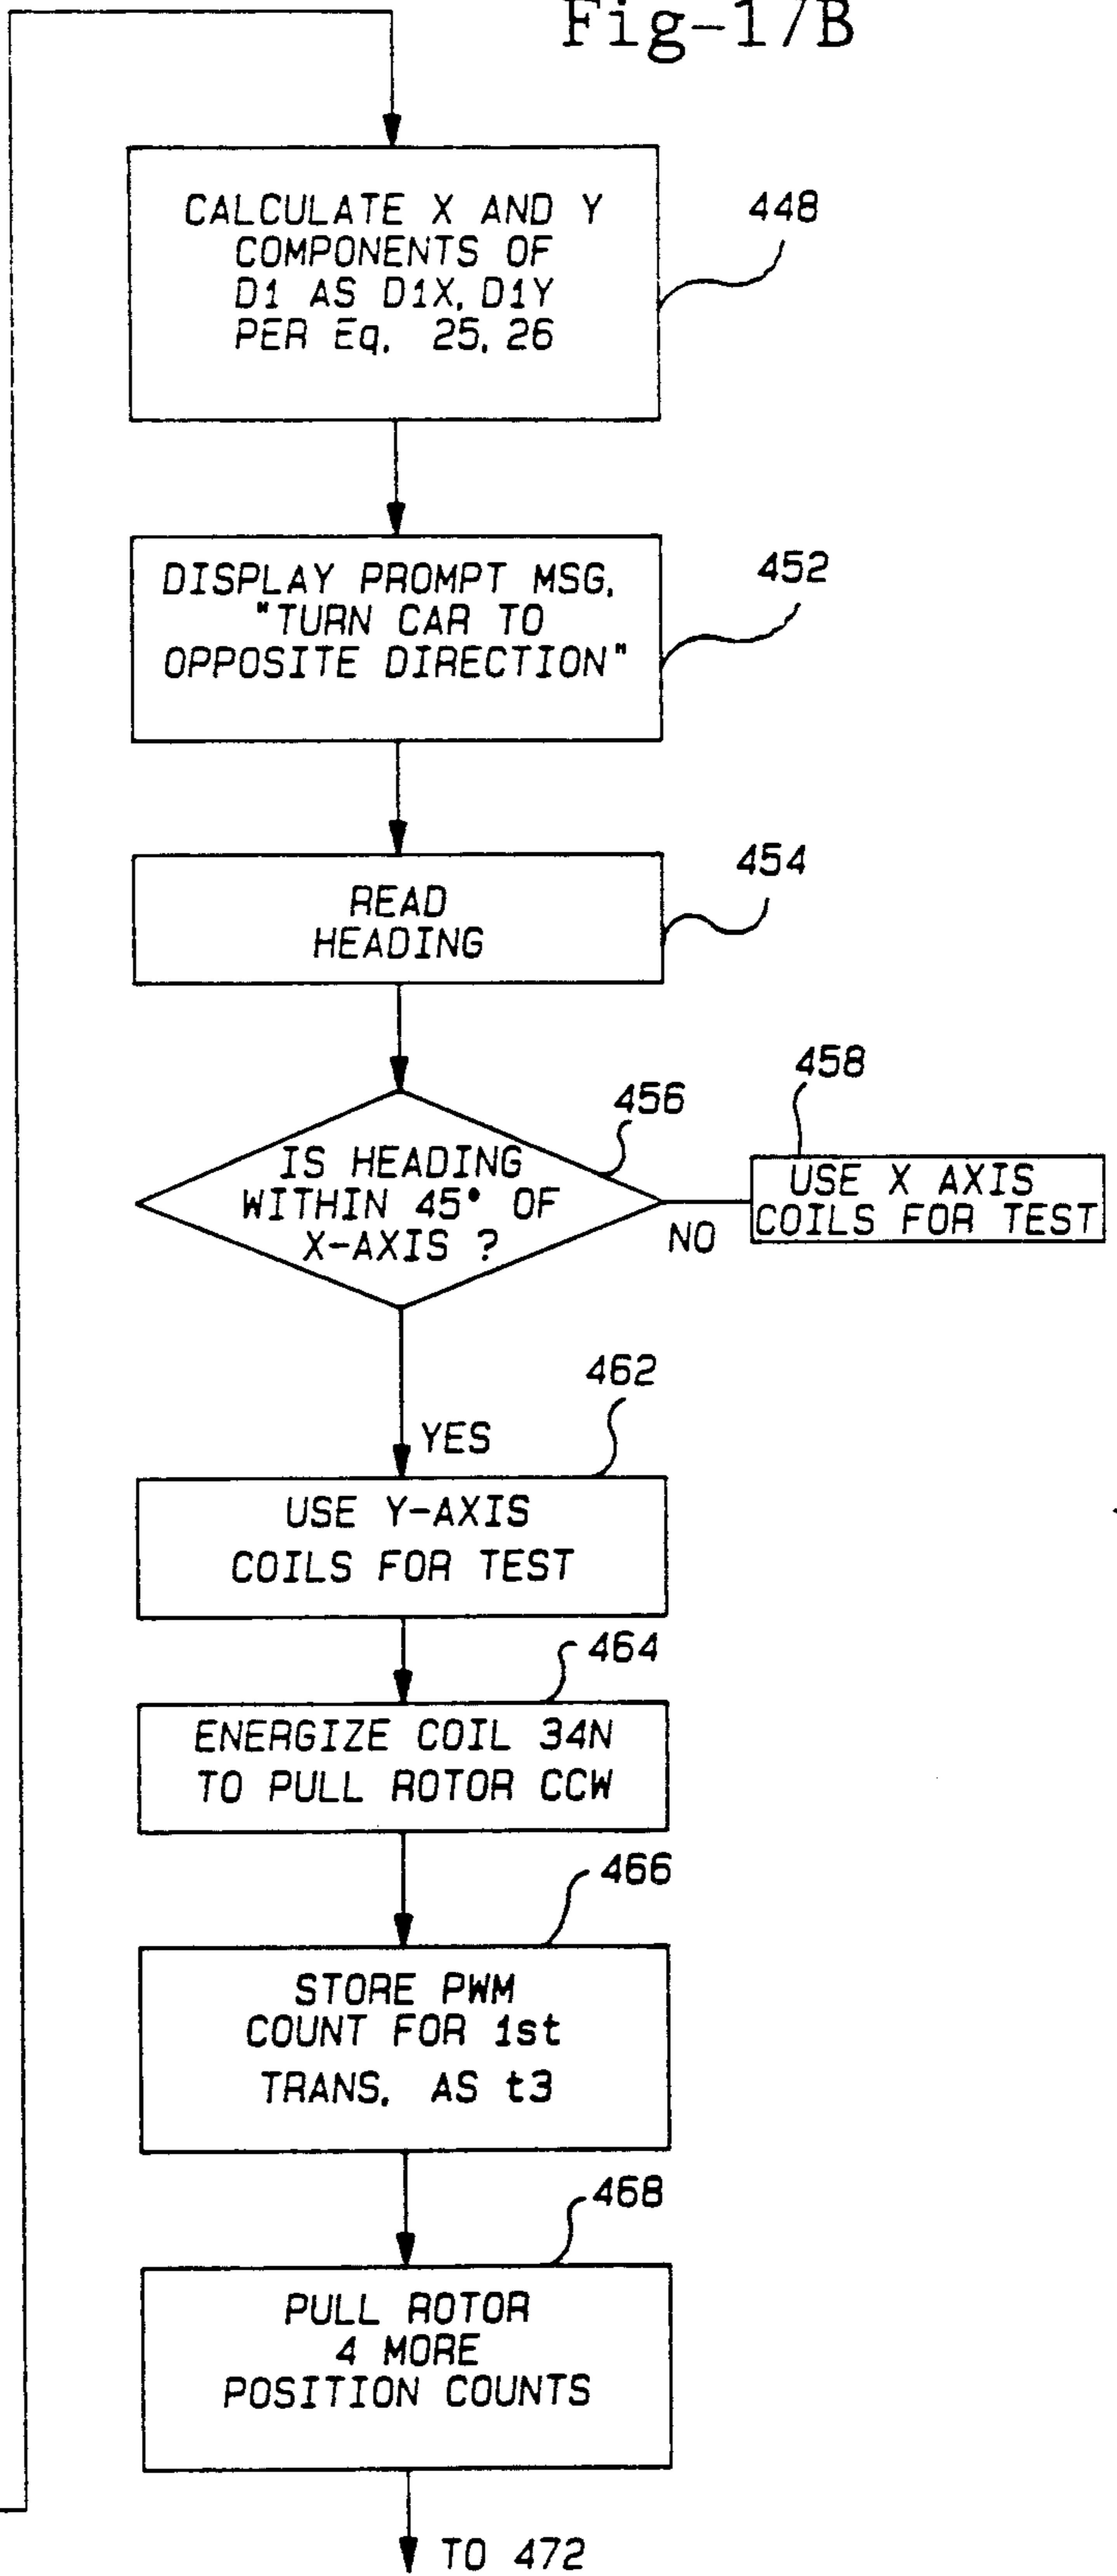 Fig-17B
CALCULATE X AND Y
COMPONENTS OF
D1 AS D1X, D1Y
PER Eq. 25, 26
448
DISPLAY PROMPT MSG.
"TURN CAR TO
OPPOSITE DIRECTION"
452
READ
HEADING
454
IS HEADING
WITHIN 45° OF
X-AXIS ?
456
NO
458
USE X AXIS
COILS FOR TEST
YES
462
USE Y-AXIS
COILS FOR TEST
464
ENERGIZE COIL 34N
TO PULL ROTOR CCW
466
STORE PWM
COUNT FOR 1st
TRANS. AS t3
468
PULL ROTOR
4 MORE
POSITION COUNTS
TO 472